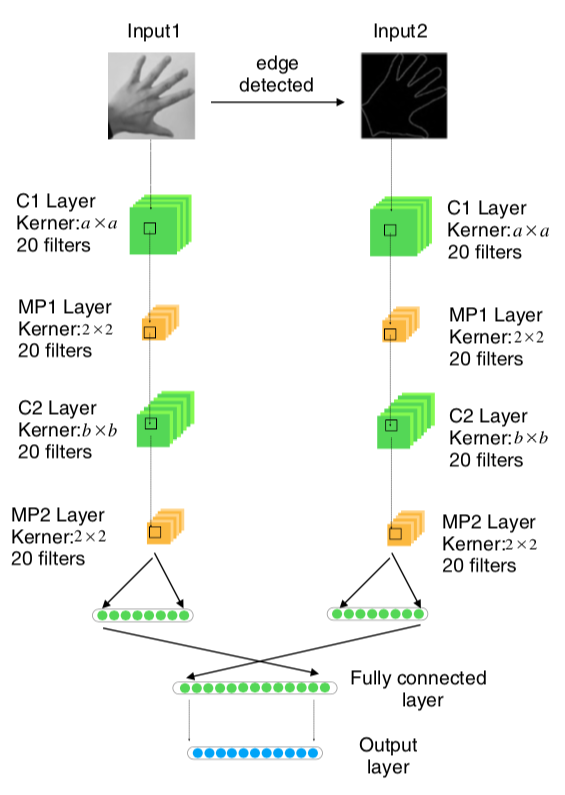 Input1
Input2
edge
detected
C1 Layer
Kerner:a×a
20 filters
C1 Layer
Kerner:a×a
20 filters
MP1 Layer
Kerner:2×2
20 filters
MP1 Layer
Kerner:2×2
20 filters
C2 Layer
Kerner:b×b
20 filters
C2 Layer
Kerner:b×b
20 filters
MP2 Layer
Kerner:2×2
20 filters
MP2 Layer
Kerner:2×2
20 filters
Fully connected
layer
Output
layer